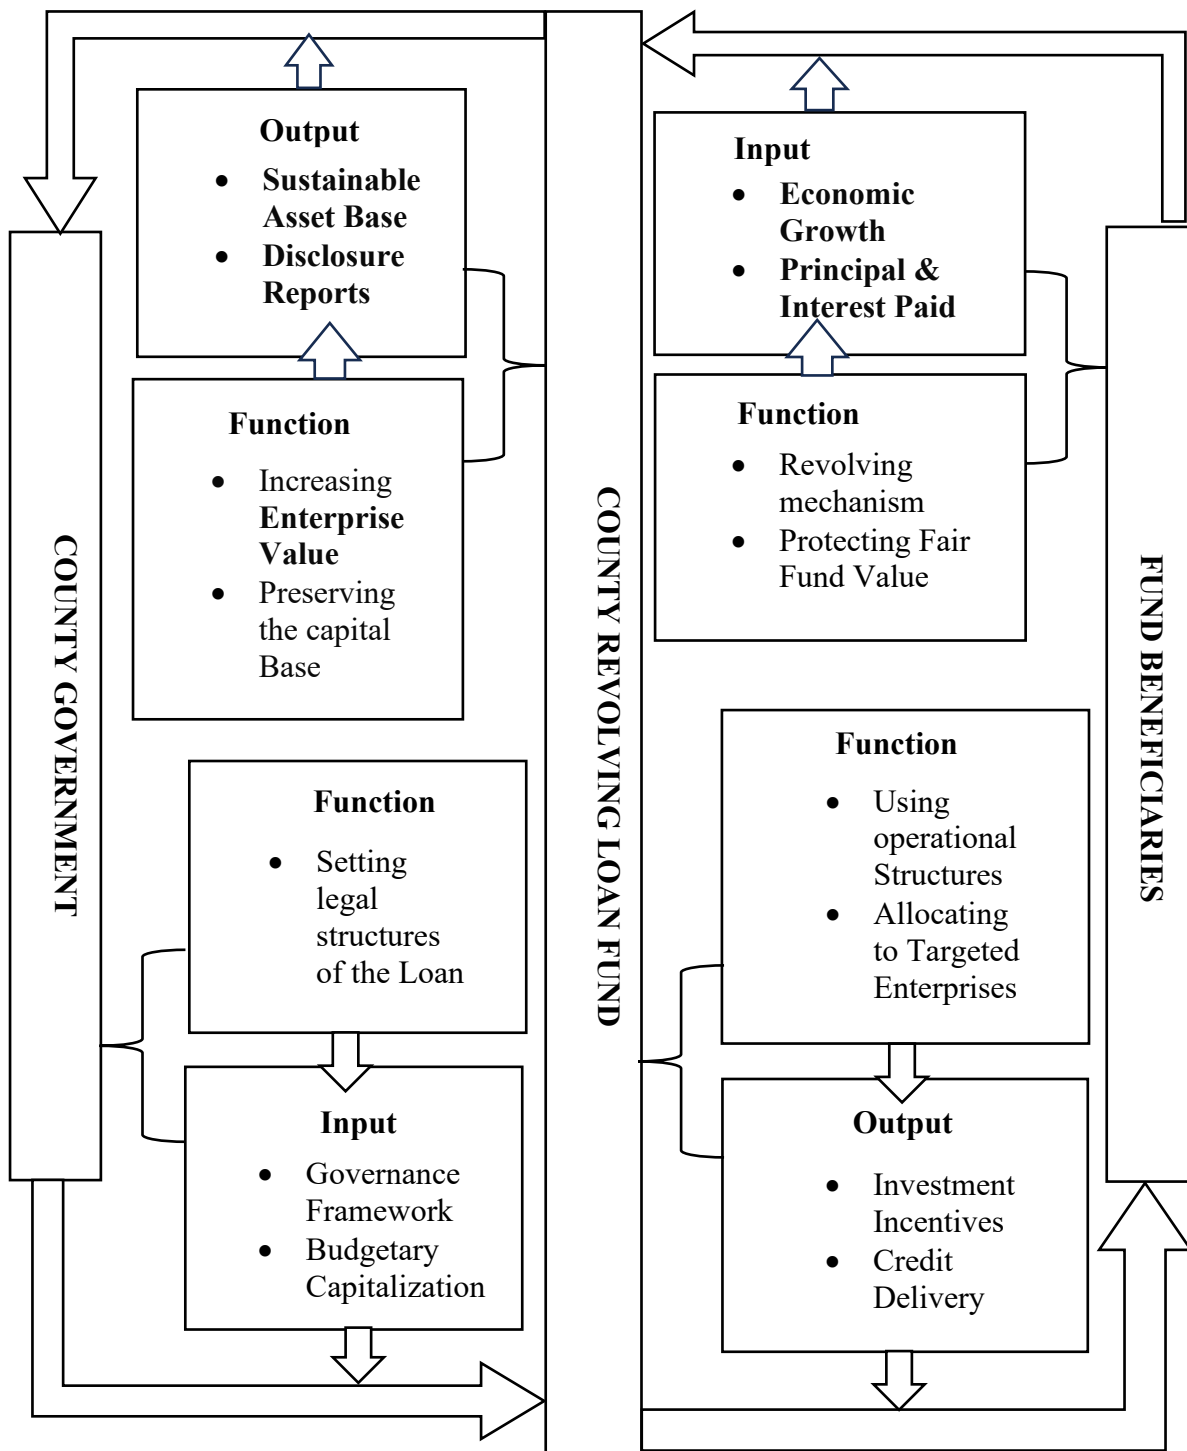 Output
• Sustainable
Asset Base
• Disclosure
Reports
Input
• Economic
Growth
• Principal &
Interest Paid
Function
• Increasing
Enterprise
Value
• Preserving
the capital
Base
Function
• Revolving
mechanism
• Protecting Fair
Fund Value
COUNTY GOVERNMENT
COUNTY REVOLVING LOAN FUND
FUND BENEFICIARIES
Function
• Setting
legal
structures
of the Loan
Function
• Using
operational
Structures
• Allocating
to Targeted
Enterprises
Input
• Governance
Framework
• Budgetary
Capitalization
Output
• Investment
Incentives
• Credit
Delivery